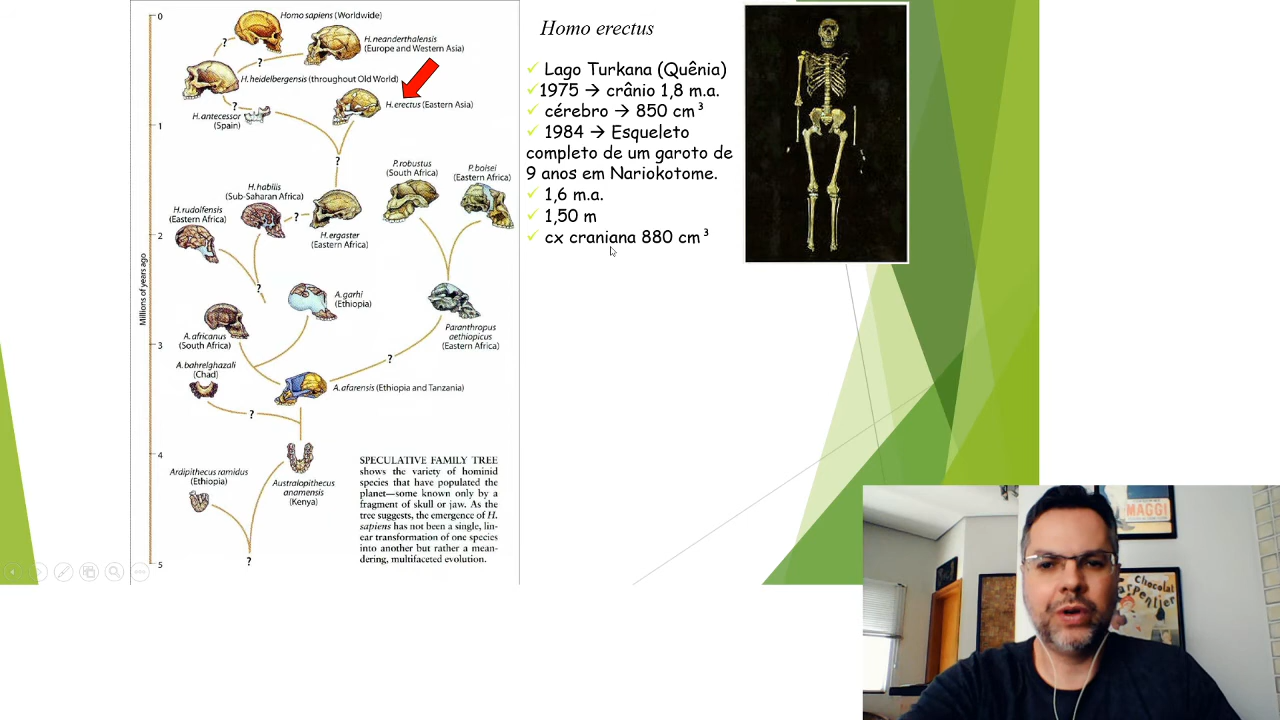 0
Homo sapiens (Worldwide)
?
H. neanderthalensis
(Europe and Western Asia)
?
H. heidelbergensis (throughout Old World)
?
H. erectus (Eastern Asia)
H. antecessor
(Spain)
1
?
P. robustus
(South Africa)
P. boisei
(Eastern Africa)
H. habilis
(Sub-Saharan Africa)
H. rudolfensis
(Eastern Africa)
?
H. ergaster
(Eastern Africa)
2
Millions of years ago
?
A. garhi
(Ethiopia)
A. africanus
(South Africa)
Paranthropus
aethiopicus
(Eastern Africa)
3
?
A. bahrelghazali
(Chad)
A. afarensis (Ethiopia and Tanzania)
?
4
Ardipithecus ramidus
(Ethiopia)
Australopithecus
anamensis
(Kenya)
?
5
SPECULATIVE FAMILY TREE
shows the variety of hominid
species that have populated the
planet—some known only by a
fragment of skull or jaw. As the
tree suggests, the emergence of H.
sapiens has not been a single, lin-
ear transformation of one species
into another but rather a mean-
dering, multifaceted evolution.
Homo erectus
✓ Lago Turkana (Quênia)
✓ 1975 → crânio 1,8 m.a.
✓ cérebro → 850 cm³
✓ 1984 → Esqueleto
completo de um garoto de
9 anos em Nariokotome.
✓ 1,6 m.a.
✓ 1,50 m
✓ cx craniana 880 cm³
MAGGI
Chocolat
Carpentier